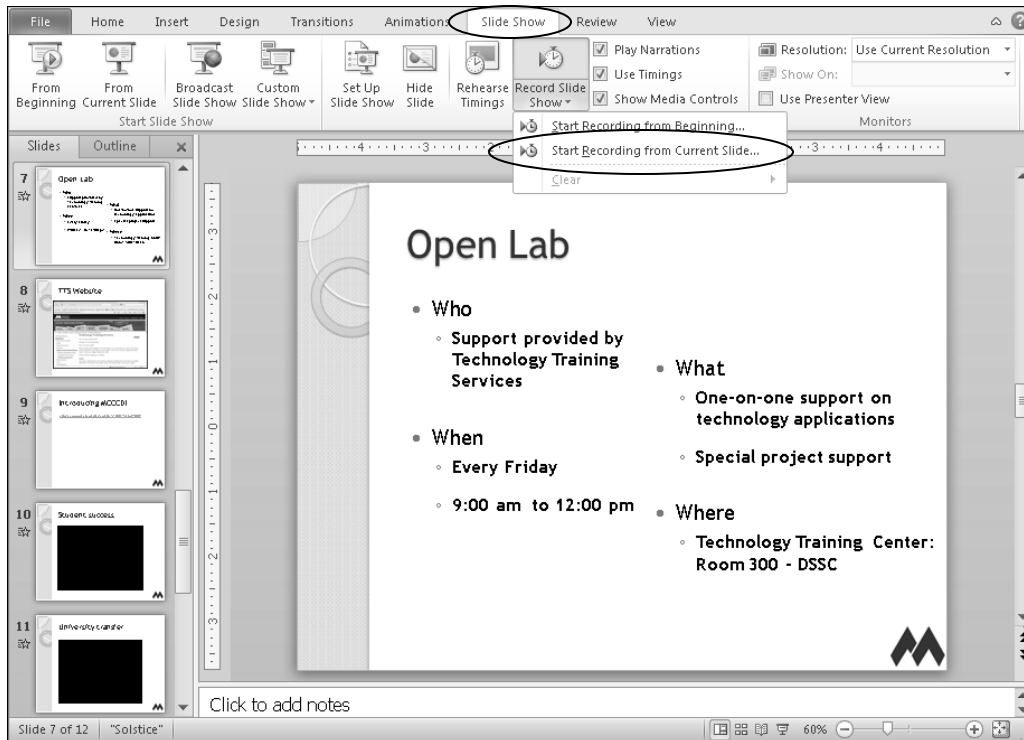 File Home Insert Design Transitions Animations Slide Show Review View
From Beginning
From Current Slide
Broadcast Slide Show
Custom Slide Show
Set Up Slide Show
Hide Slide
Rehearse Timings
Record Slide Show
Play Narrations
Use Timings
Show Media Controls
Resolution: Use Current Resolution
Show On:
Use Presenter View
Start Slide Show
Monitors
Start Recording from Beginning...
Start Recording from Current Slide...
Clear
Slides Outline
7
Open Lab
8
TTS Website
9
10
Student success
11
University transfer
Open Lab
Who
Support provided by
Technology Training
Services
When
Every Friday
9:00 am to 12:00 pm
What
One-on-one support on
technology applications
Special project support
Where
Technology Training Center:
Room 300 - DSSC
Click to add notes
Slide 7 of 12 "Solstice" 60%